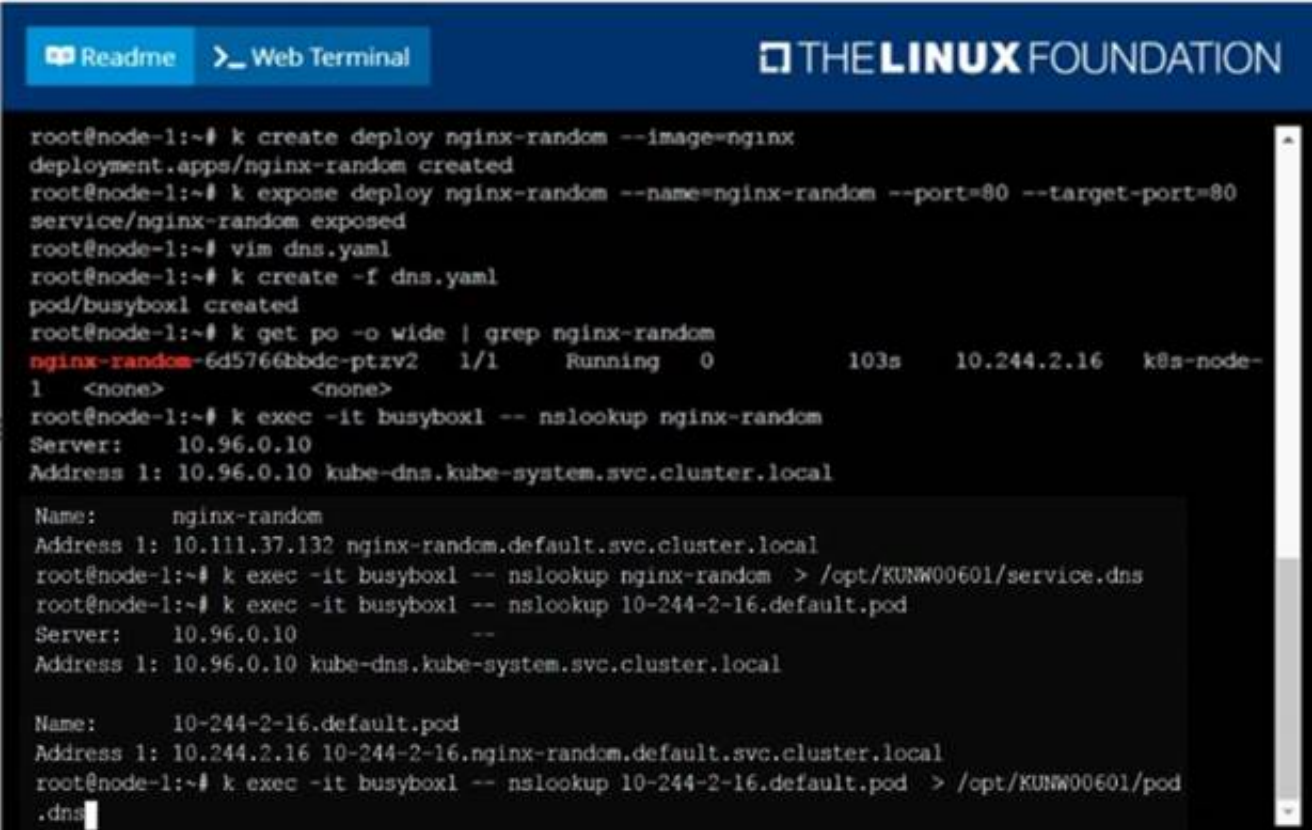 Readme >_ Web Terminal THE LINUX FOUNDATION
root@node-1:~# k create deploy nginx-random --image=nginx
deployment.apps/nginx-random created
root@node-1:~# k expose deploy nginx-random --name=nginx-random --port=80 --target-port=80
service/nginx-random exposed
root@node-1:~# vim dns.yaml
root@node-1:~# k create -f dns.yaml
pod/busybox1 created
root@node-1:~# k get po -o wide | grep nginx-random
nginx-random-6d5766bbdc-ptzv2 1/1 Running 0 103s 10.244.2.16 k8s-node-
1 <none> <none>
root@node-1:~# k exec -it busybox1 -- nslookup nginx-random
Server: 10.96.0.10
Address 1: 10.96.0.10 kube-dns.kube-system.svc.cluster.local
Name: nginx-random
Address 1: 10.111.37.132 nginx-random.default.svc.cluster.local
root@node-1:~# k exec -it busybox1 -- nslookup nginx-random > /opt/KUNW00601/service.dns
root@node-1:~# k exec -it busybox1 -- nslookup 10-244-2-16.default.pod
Server: 10.96.0.10 --
Address 1: 10.96.0.10 kube-dns.kube-system.svc.cluster.local
Name: 10-244-2-16.default.pod
Address 1: 10.244.2.16 10-244-2-16.nginx-random.default.svc.cluster.local
root@node-1:~# k exec -it busybox1 -- nslookup 10-244-2-16.default.pod > /opt/KUNW00601/pod
.dns